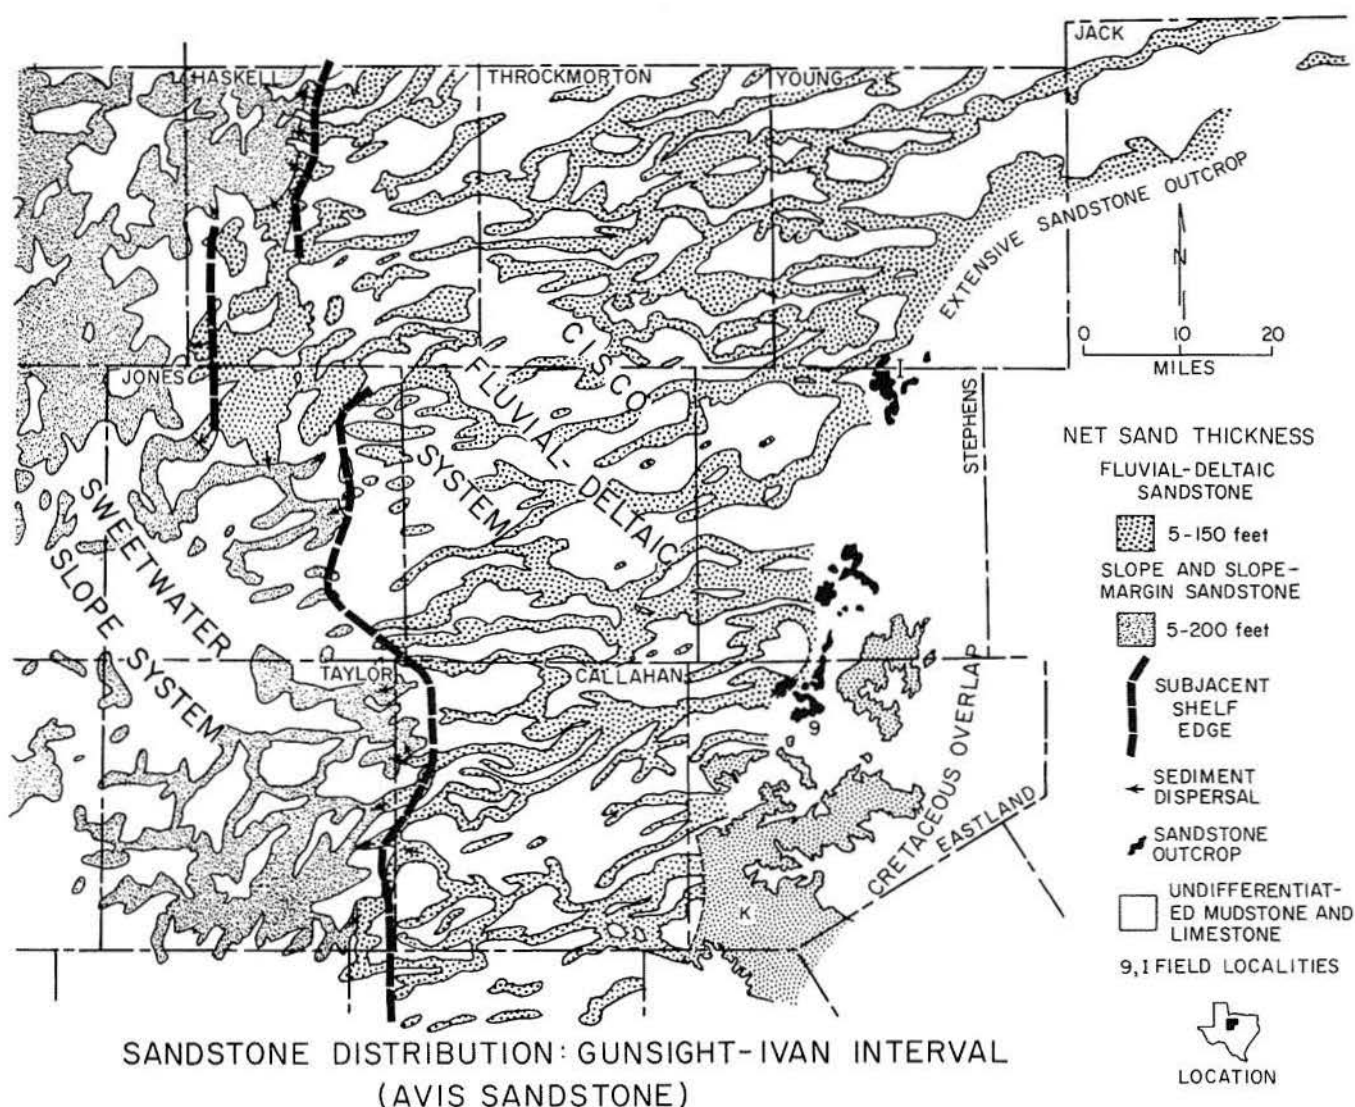 HASKELL
THROCKMORTON
YOUNG
JACK
EXTENSIVE SANDSTONE OUTCROP
N
0 10 20
MILES
CISCO
FLUVIAL-DELTAIC
SYSTEM
JONES
I
STEPHENS
SWEETWATER
SLOPE SYSTEM
TAYLOR
CALLAHAN
9
K
CRETACEOUS OVERLAP
EASTLAND
NET SAND THICKNESS
FLUVIAL-DELTAIC
SANDSTONE
5-150 feet
SLOPE AND SLOPE-
MARGIN SANDSTONE
5-200 feet
SUBJACENT
SHELF
EDGE
SEDIMENT
DISPERSAL
SANDSTONE
OUTCROP
UNDIFFERENTIAT-
ED MUDSTONE AND
LIMESTONE
9, I FIELD LOCALITIES
LOCATION
SANDSTONE DISTRIBUTION: GUNSIGHT-IVAN INTERVAL
(AVIS SANDSTONE)